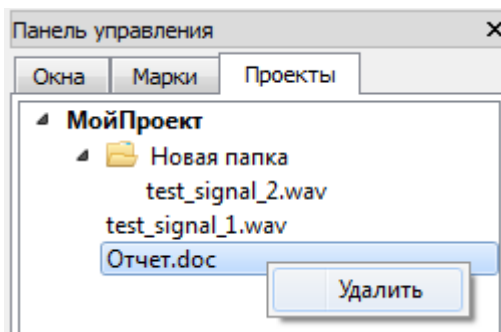 Панель управления
Окна Марки Проекты
МойПроект
Новая папка
test_signal_2.wav
test_signal_1.wav
Отчет.doc
Удалить